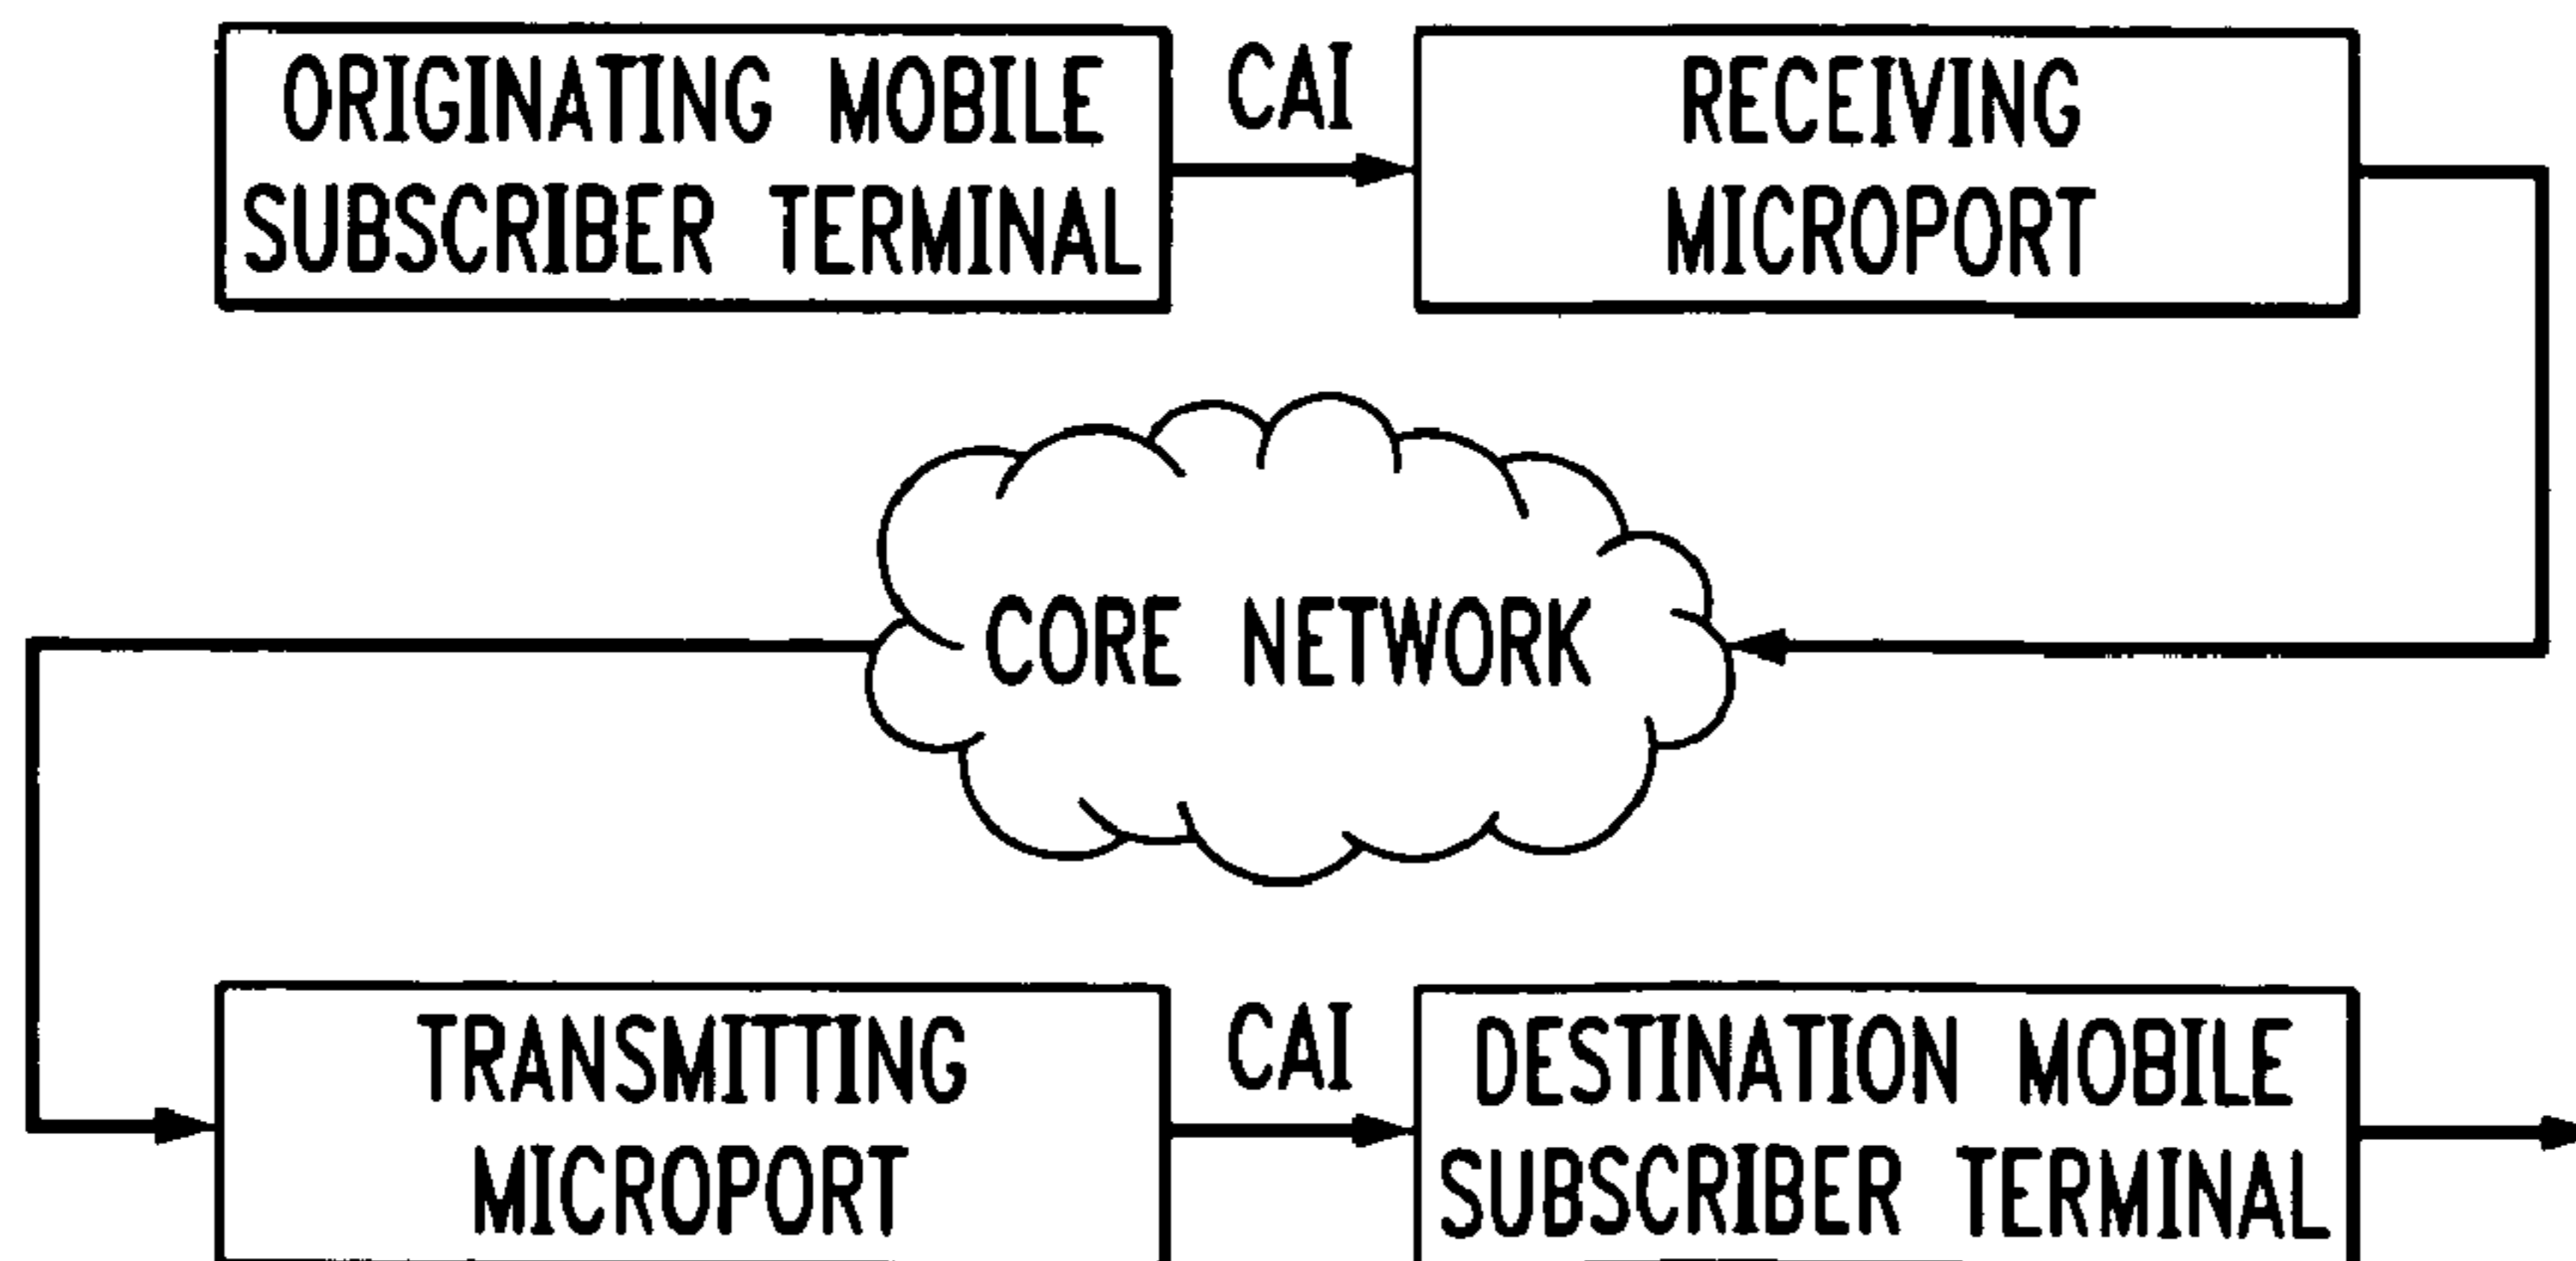 ORIGINATING MOBILE
SUBSCRIBER TERMINAL
CAI
RECEIVING
MICROPORT
CORE NETWORK
TRANSMITTING
MICROPORT
CAI
DESTINATION MOBILE
SUBSCRIBER TERMINAL